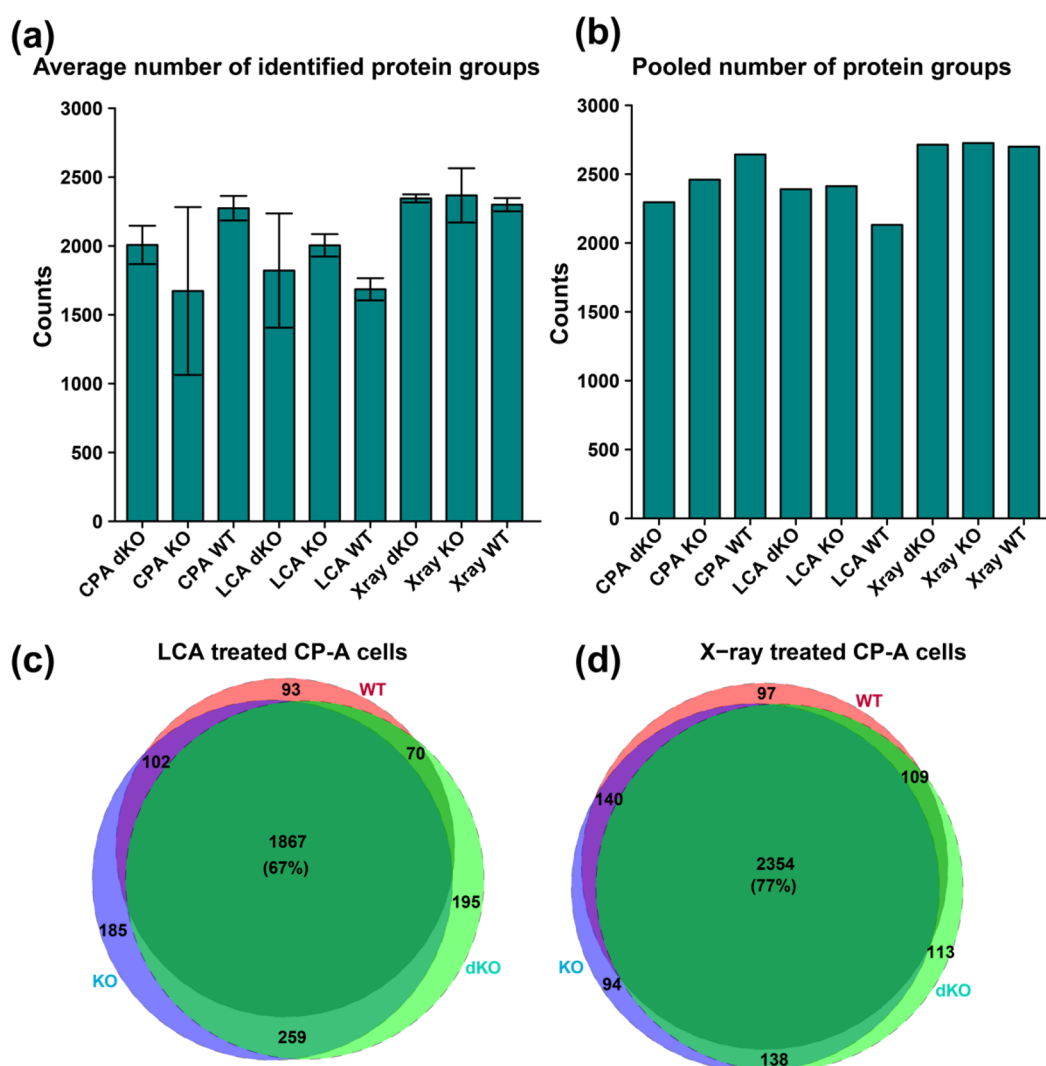 (a)
Average number of identified protein groups
3000
2500
2000
1500
1000
500
0
Counts
CPA dKO
CPA KO
CPA WT
LCA dKO
LCA KO
LCA WT
Xray dKO
Xray KO
Xray WT
(b)
Pooled number of protein groups
3000
2500
2000
1500
1000
500
0
Counts
CPA dKO
CPA KO
CPA WT
LCA dKO
LCA KO
LCA WT
Xray dKO
Xray KO
Xray WT
(c)
LCA treated CP-A cells
93
WT
102
70
1867
(67%)
195
185
KO
dKO
259
(d)
X−ray treated CP-A cells
97
WT
109
140
2354
(77%)
113
KO
94
dKO
138